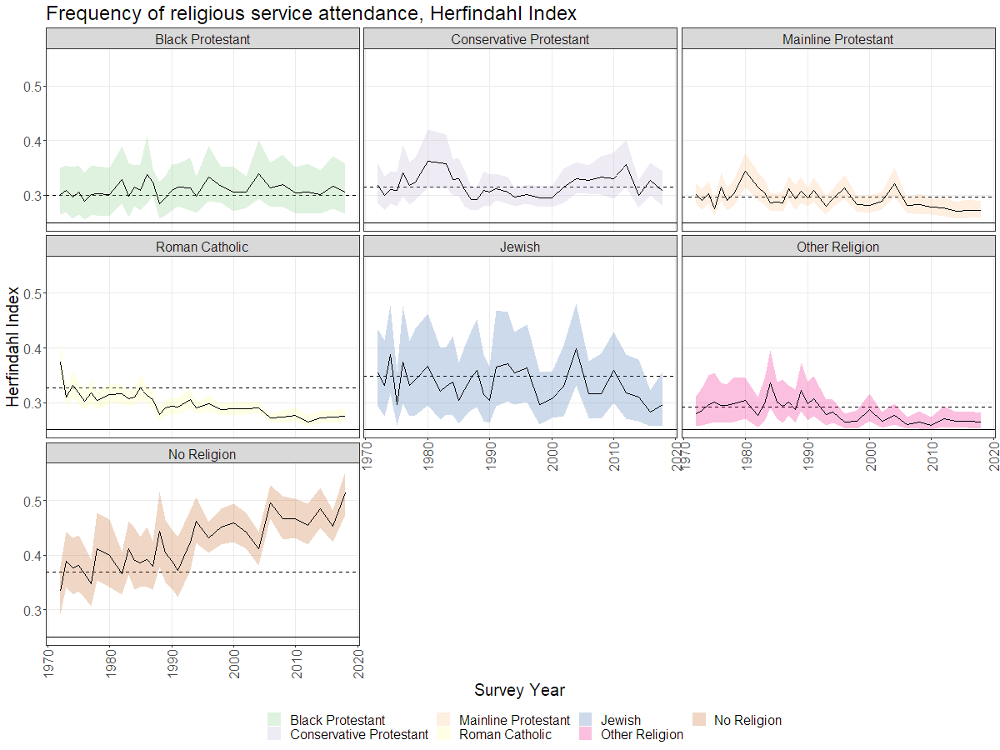 Frequency of religious service attendance, Herfindahl Index
Black Protestant
Conservative Protestant
Mainline Protestant
0.5
0.4
0.3
Roman Catholic
Jewish
Other Religion
0.5
0.4
0.3
1970
1980
1990
2000
2010
2020
1970
1980
1990
2000
2010
2020
No Religion
0.5
0.4
0.3
1970
1980
1990
2000
2010
2020
Herfindahl Index
Survey Year
Black Protestant
Mainline Protestant
Jewish
No Religion
Conservative Protestant
Roman Catholic
Other Religion